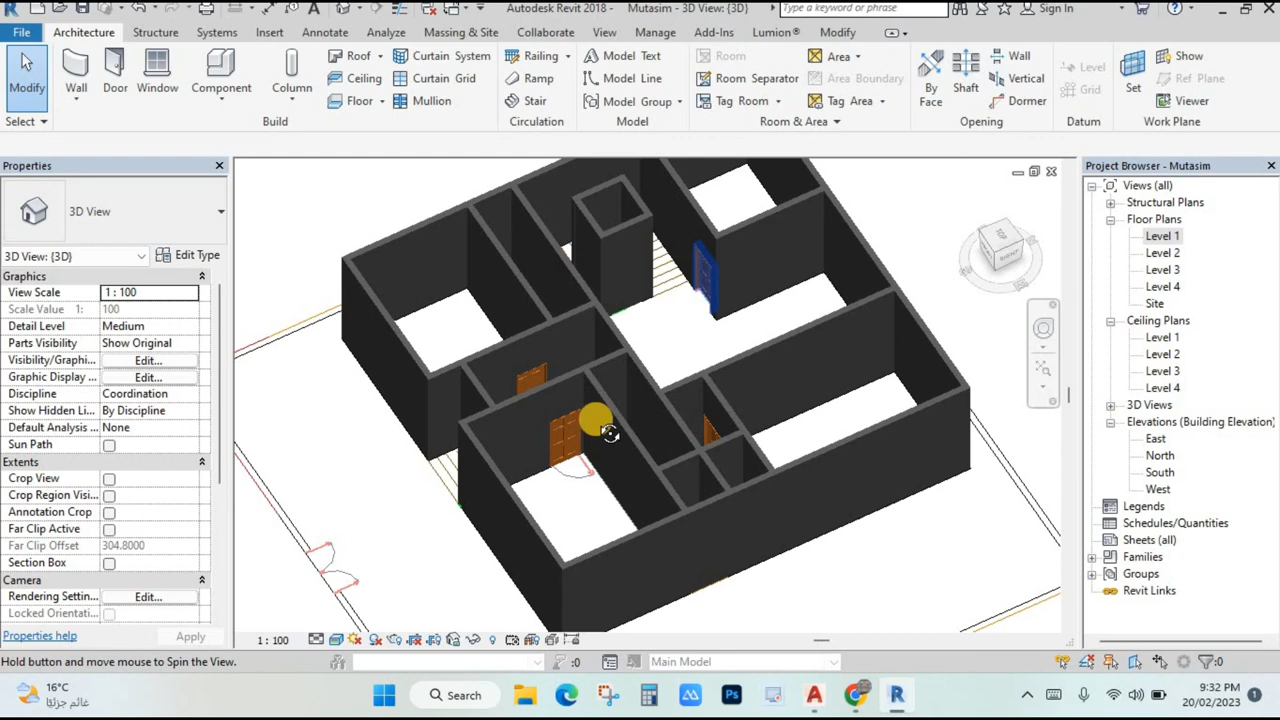 Autodesk Revit 2018 - Mutasim - 3D View: {3D}
Type a keyword or phrase
Sign In
File Architecture Structure Systems Insert Annotate Analyze Massing & Site Collaborate View Manage Add-Ins Lumion® Modify
Modify
Wall
Door
Window
Component
Column
Roof
Ceiling
Floor
Curtain System
Curtain Grid
Mullion
Railing
Ramp
Stair
Model Text
Model Line
Model Group
Room
Room Separator
Tag Room
Area
Area Boundary
Tag Area
By Face
Shaft
Wall
Vertical
Dormer
Level
Grid
Set
Show
Ref Plane
Viewer
Select
Build
Circulation
Model
Room & Area
Opening
Datum
Work Plane
Properties
3D View
3D View: {3D}
Edit Type
Graphics
View Scale 1 : 100
Scale Value 1: 100
Detail Level Medium
Parts Visibility Show Original
Visibility/Graphi... Edit...
Graphic Display ... Edit...
Discipline Coordination
Show Hidden Li... By Discipline
Default Analysis ... None
Sun Path
Extents
Crop View
Crop Region Visi...
Annotation Crop
Far Clip Active
Far Clip Offset 304.8000
Section Box
Camera
Rendering Settin... Edit...
Locked Orientati...
Properties help
Apply
TOP
Project Browser - Mutasim
Views (all)
Structural Plans
Floor Plans
Level 1
Level 2
Level 3
Level 4
Site
Ceiling Plans
Level 1
Level 2
Level 3
Level 4
3D Views
Elevations (Building Elevation)
East
North
South
West
Legends
Schedules/Quantities
Sheets (all)
Families
Groups
Revit Links
1 : 100
Hold button and move mouse to Spin the View.
:0
Main Model
:0
16°C
غائم جزئيًا
Search
Ps
A
R
9:32 PM
20/02/2023